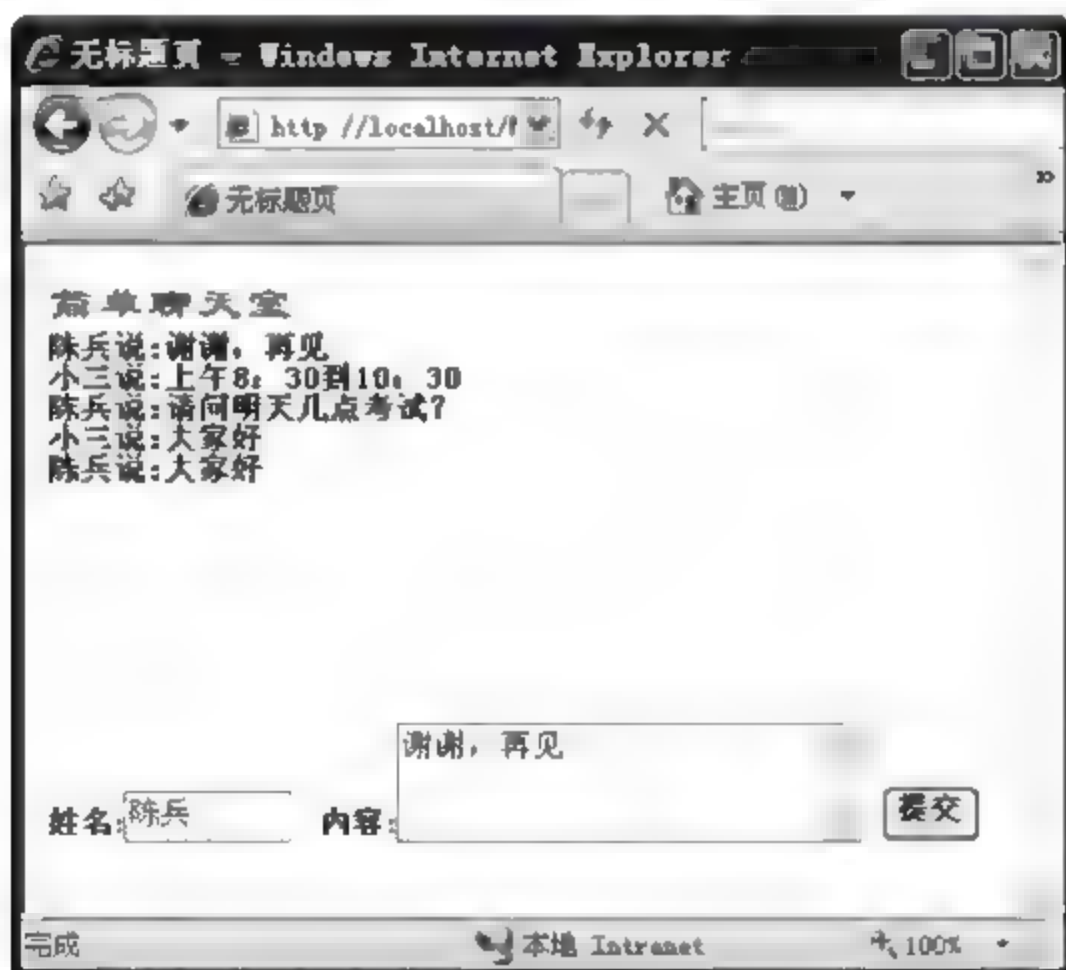 无标题页 - Windows Internet Explorer
http //localhost/
无标题页 主页
简单聊天室
陈兵说:谢谢,再见
小三说:上午8:30到10:30
陈兵说:请问明天几点考试?
小三说:大家好
陈兵说:大家好
谢谢,再见
姓名:陈兵 内容: 提交
完成 本地 Intranet 100%